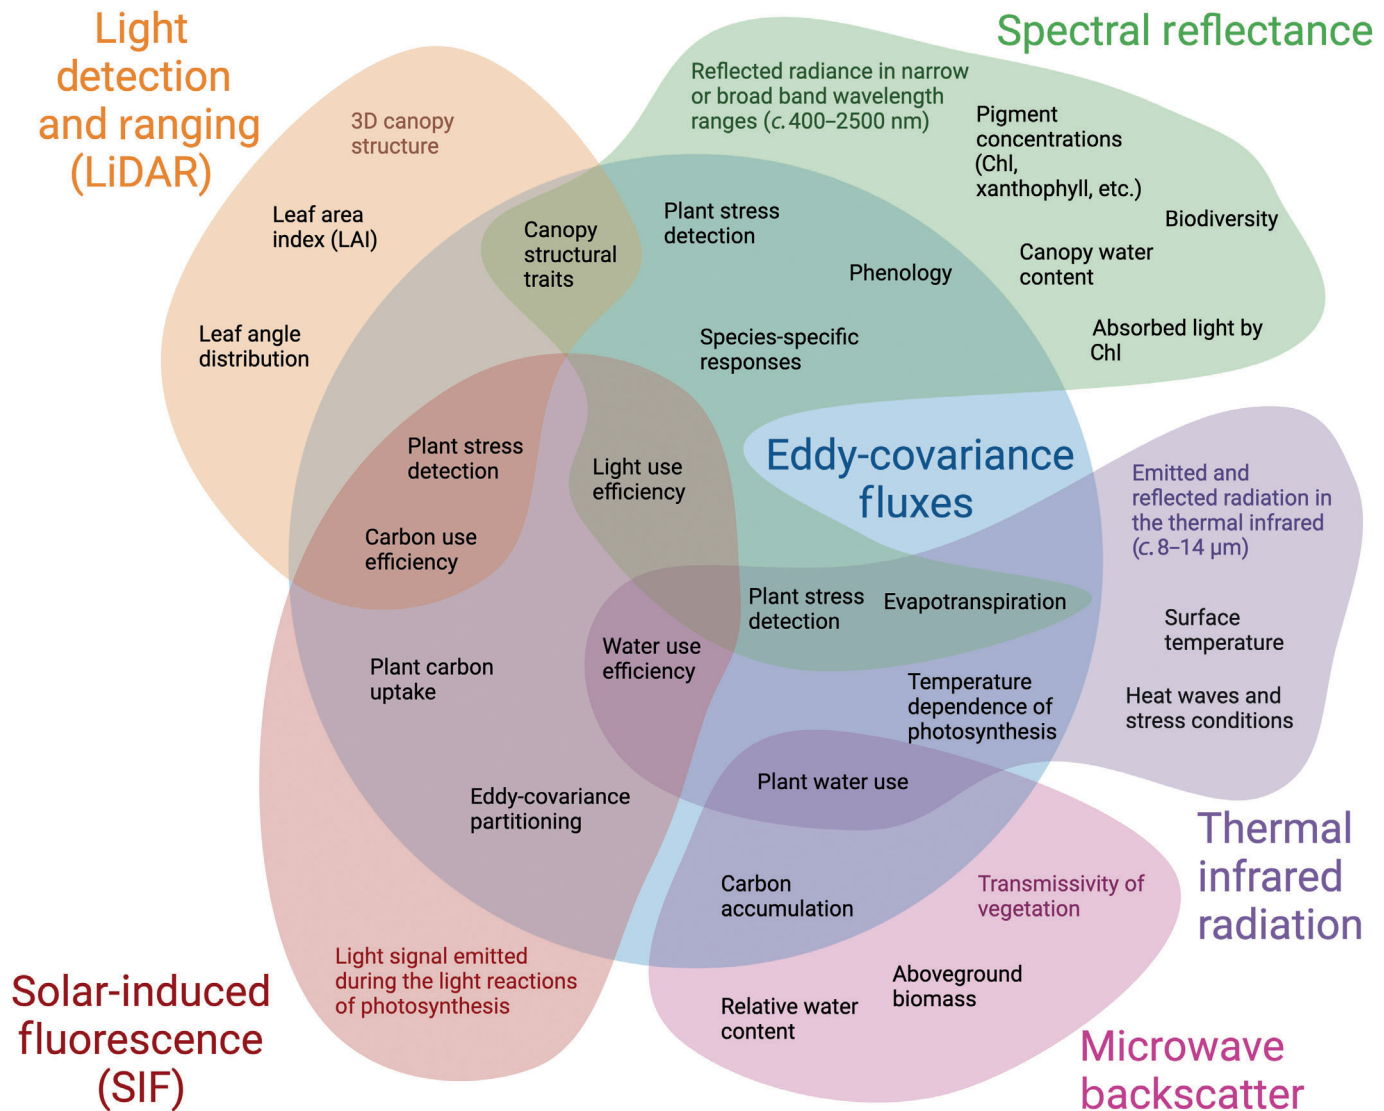 Light
detection
and ranging
(LiDAR)
3D canopy
structure
Leaf area
index (LAI)
Leaf angle
distribution
Spectral reflectance
Reflected radiance in narrow
or broad band wavelength
ranges (c. 400–2500 nm)
Pigment
concentrations
(Chl,
xanthophyll, etc.)
Biodiversity
Canopy water
content
Absorbed light by
Chl
Canopy
structural
traits
Plant stress
detection
Phenology
Species-specific
responses
Eddy-covariance
fluxes
Plant stress
detection
Carbon use
efficiency
Light use
efficiency
Emitted and
reflected radiation in
the thermal infrared
(c. 8–14 μm)
Surface
temperature
Heat waves and
stress conditions
Plant stress
detection
Evapotranspiration
Water use
efficiency
Plant carbon
uptake
Temperature
dependence of
photosynthesis
Plant water use
Eddy-covariance
partitioning
Thermal
infrared
radiation
Carbon
accumulation
Transmissivity of
vegetation
Aboveground
biomass
Relative water
content
Light signal emitted
during the light reactions
of photosynthesis
Solar-induced
fluorescence
(SIF)
Microwave
backscatter